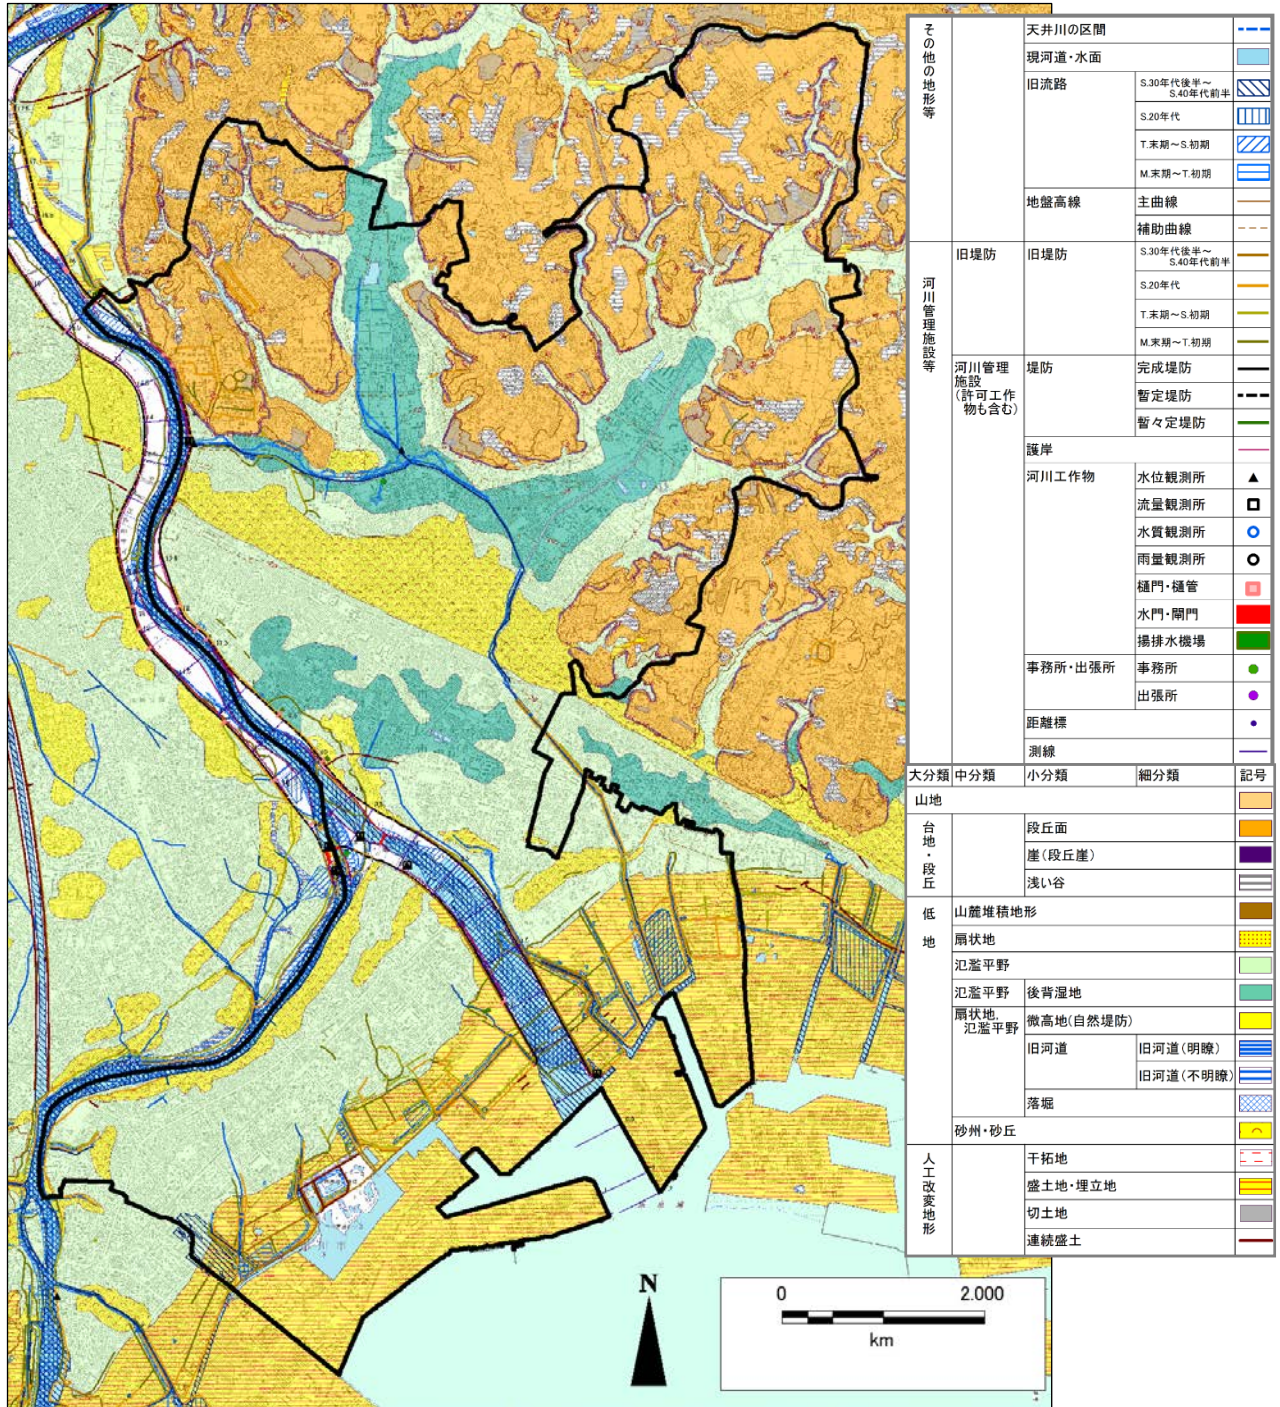 その他の地形等
天井川の区間
現河道・水面
旧流路
S.30年代後半～
S.40年代前半
S.20年代
T.末期～S.初期
M.末期～T.初期
地盤高線
主曲線
補助曲線
河川管理施設等
旧堤防
旧堤防
S.30年代後半～
S.40年代前半
S.20年代
T.末期～S.初期
M.末期～T.初期
河川管理
施設
(許可工作
物も含む)
堤防
完成堤防
暫定堤防
暫々定堤防
護岸
河川工作物
水位観測所
流量観測所
水質観測所
雨量観測所
樋門・樋管
水門・閘門
揚排水機場
事務所・出張所
事務所
出張所
距離標
測線
大分類 中分類 小分類 細分類 記号
山地
台地・段丘
段丘面
崖(段丘崖)
浅い谷
低地
山麓堆積地形
扇状地
氾濫平野
氾濫平野 後背湿地
扇状地,
氾濫平野
微高地(自然堤防)
旧河道
旧河道(明瞭)
旧河道(不明瞭)
落堀
砂州・砂丘
人工改変地形
干拓地
盛土地・埋立地
切土地
連続盛土
N
0 2.000
km